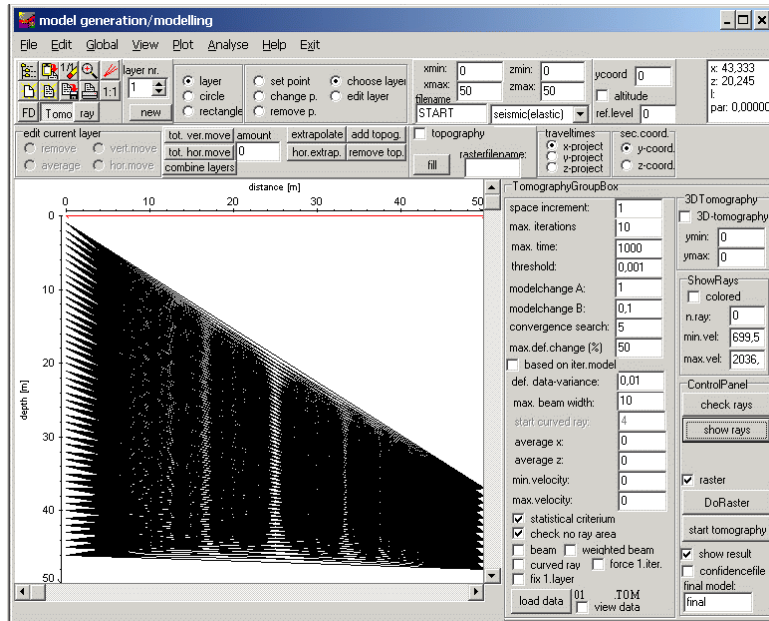 model generation/modelling
File Edit Global View Plot Analyse Help Exit
layer nr.
1
new
1:1
FD Tomo ray
layer
circle
rectangle
set point
change p.
remove p.
choose layer
edit layer
xmin: 0
xmax: 50
zmin: 0
zmax: 50
filename
START
seismic(elastic)
ycoord 0
altitude
ref.level 0
x: 43,333
z: 20,245
l:
par: 0,00000
edit current layer
remove
vert.move
average
hor.move
tot. ver.move amount
tot. hor.move 0
combine layers
extrapolate add topog.
hor.extrap. remove top.
topography
fill
rasterfilename:
traveltimes
x-project
y-project
z-project
sec.coord.
y-coord.
z-coord.
distance [m]
0 10 20 30 40 50
depth [m]
0
10
20
30
40
50
TomographyGroupBox
space increment: 1
max. iterations 10
max. time: 1000
threshold: 0,001
modelchange A: 1
modelchange B: 0,1
convergence search: 5
max.def.change (%) 50
based on iter.model
def. data-variance: 0,01
max. beam width: 10
start curved ray: 4
average x: 0
average z: 0
min.velocity: 0
max.velocity: 0
statistical criterium
check no ray area
beam weighted beam
curved ray force 1.iter.
fix 1.layer
load data 01 .TOM
view data
3DTomography
3D-tomography
ymin: 0
ymax: 0
ShowRays
colored
n.ray: 0
min.vel: 699,5
max.vel: 2036,
ControlPanel
check rays
show rays
raster
DoRaster
start tomography
show result
confidencefile
final model:
final